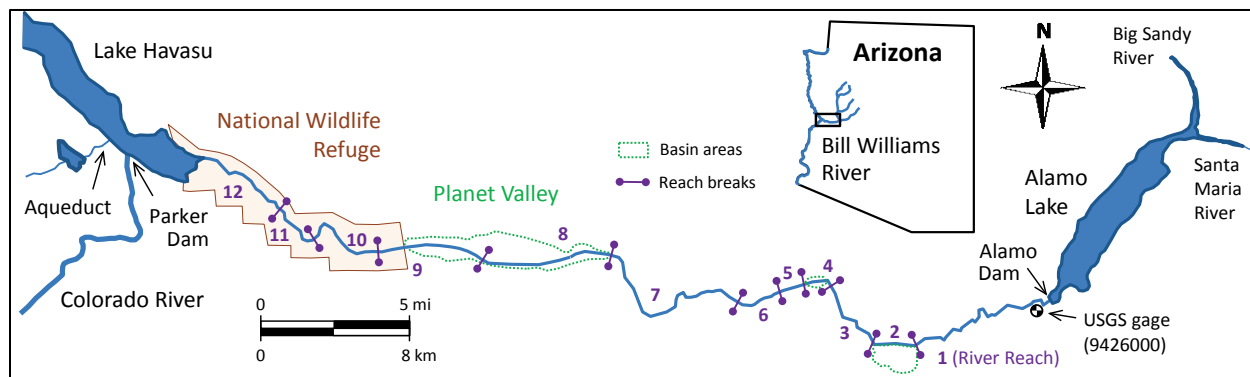 Lake Havasu
National Wildlife
Refuge
Aqueduct
Parker
Dam
Colorado River
0
5 mi
0
8 km
12
11
10
9
Planet Valley
8
7
6
5
4
3
2
1 (River Reach)
Basin areas
Reach breaks
Arizona
Bill Williams
River
N
Big Sandy
River
Santa
Maria
River
Alamo
Lake
Alamo
Dam
USGS gage
(9426000)